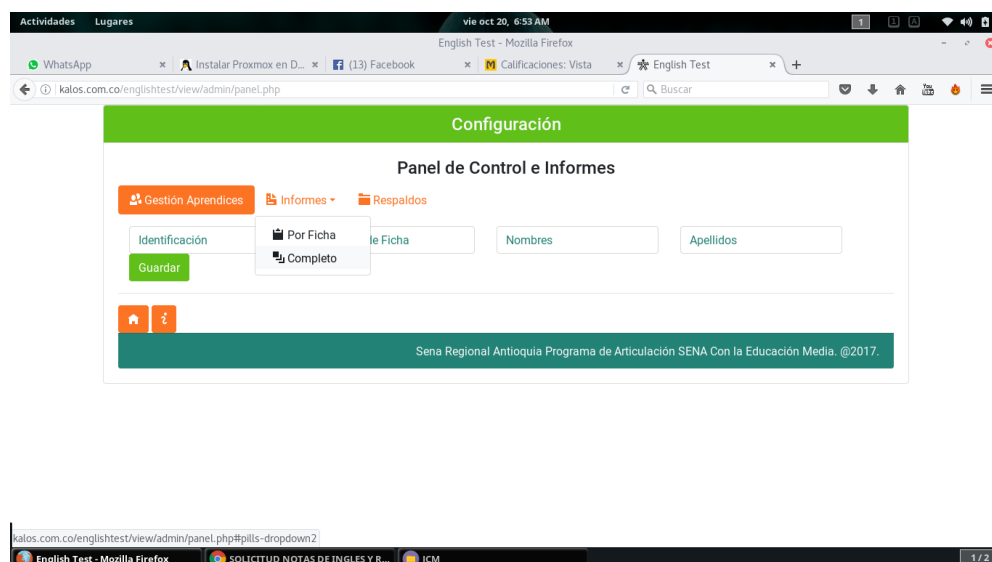 Actividades Lugares vie oct 20, 6:53 AM 1 1 A
English Test - Mozilla Firefox
WhatsApp Instalar Proxmox en D... (13) Facebook Calificaciones: Vista English Test
kalos.com.co/englishtest/view/admin/panel.php Buscar
Configuración
Panel de Control e Informes
Gestión Aprendices Informes Respaldos
Por Ficha
Completo
Identificación de Ficha Nombres Apellidos
Guardar
Sena Regional Antioquia Programa de Articulación SENA Con la Educación Media. @2017.
kalos.com.co/englishtest/view/admin/panel.php#pills-dropdown2
English Test - Mozilla Firefox SOLICITUD NOTAS DE INGLES Y R... ICM 1 / 2